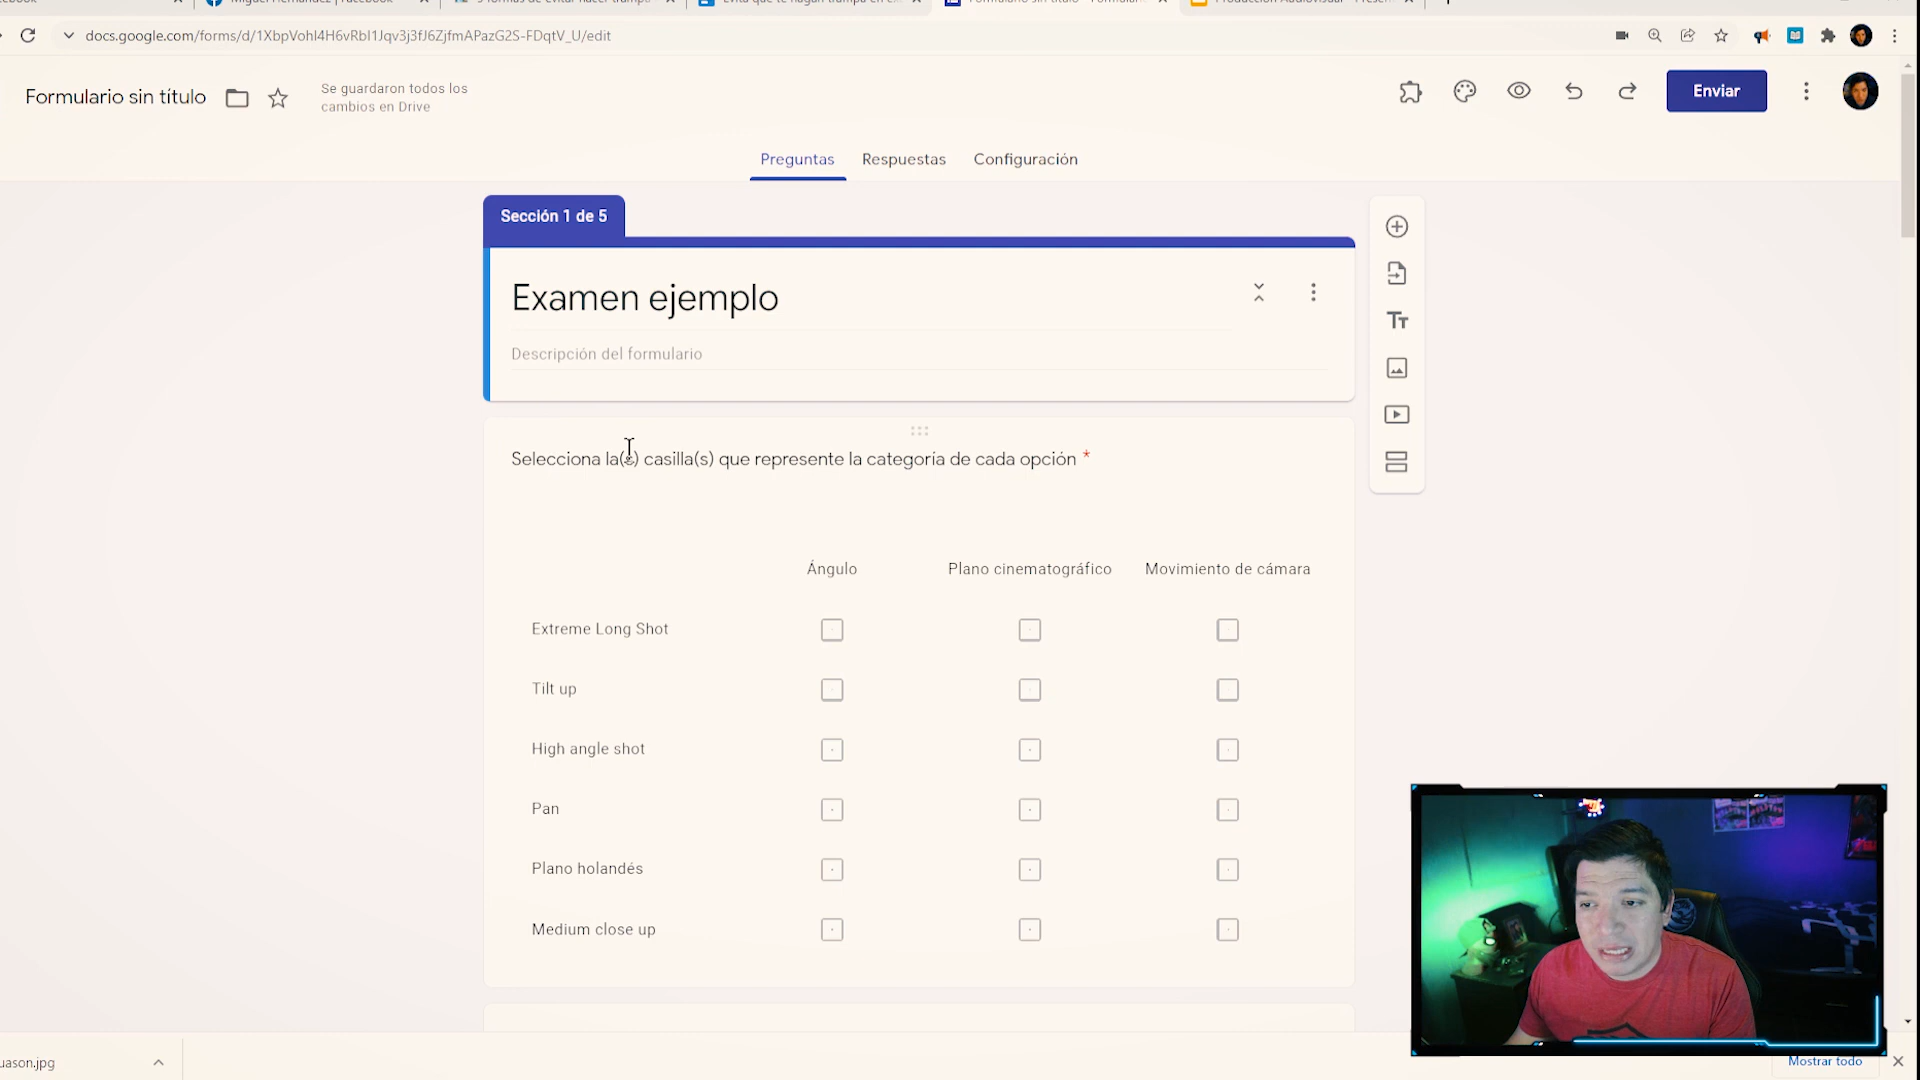 docs.google.com/forms/d/1XbpVohl4H6vRbI1Jqv3j3fJ6ZjfmAPazG2S-FDqtV_U/edit
Formulario sin título
Se guardaron todos los
cambios en Drive
Enviar
Preguntas Respuestas Configuración
Sección 1 de 5
Examen ejemplo
Descripción del formulario
Selecciona la(s) casilla(s) que represente la categoría de cada opción *
Ángulo Plano cinematográfico Movimiento de cámara
Extreme Long Shot
Tilt up
High angle shot
Pan
Plano holandés
Medium close up
uason.jpg
Mostrar todo